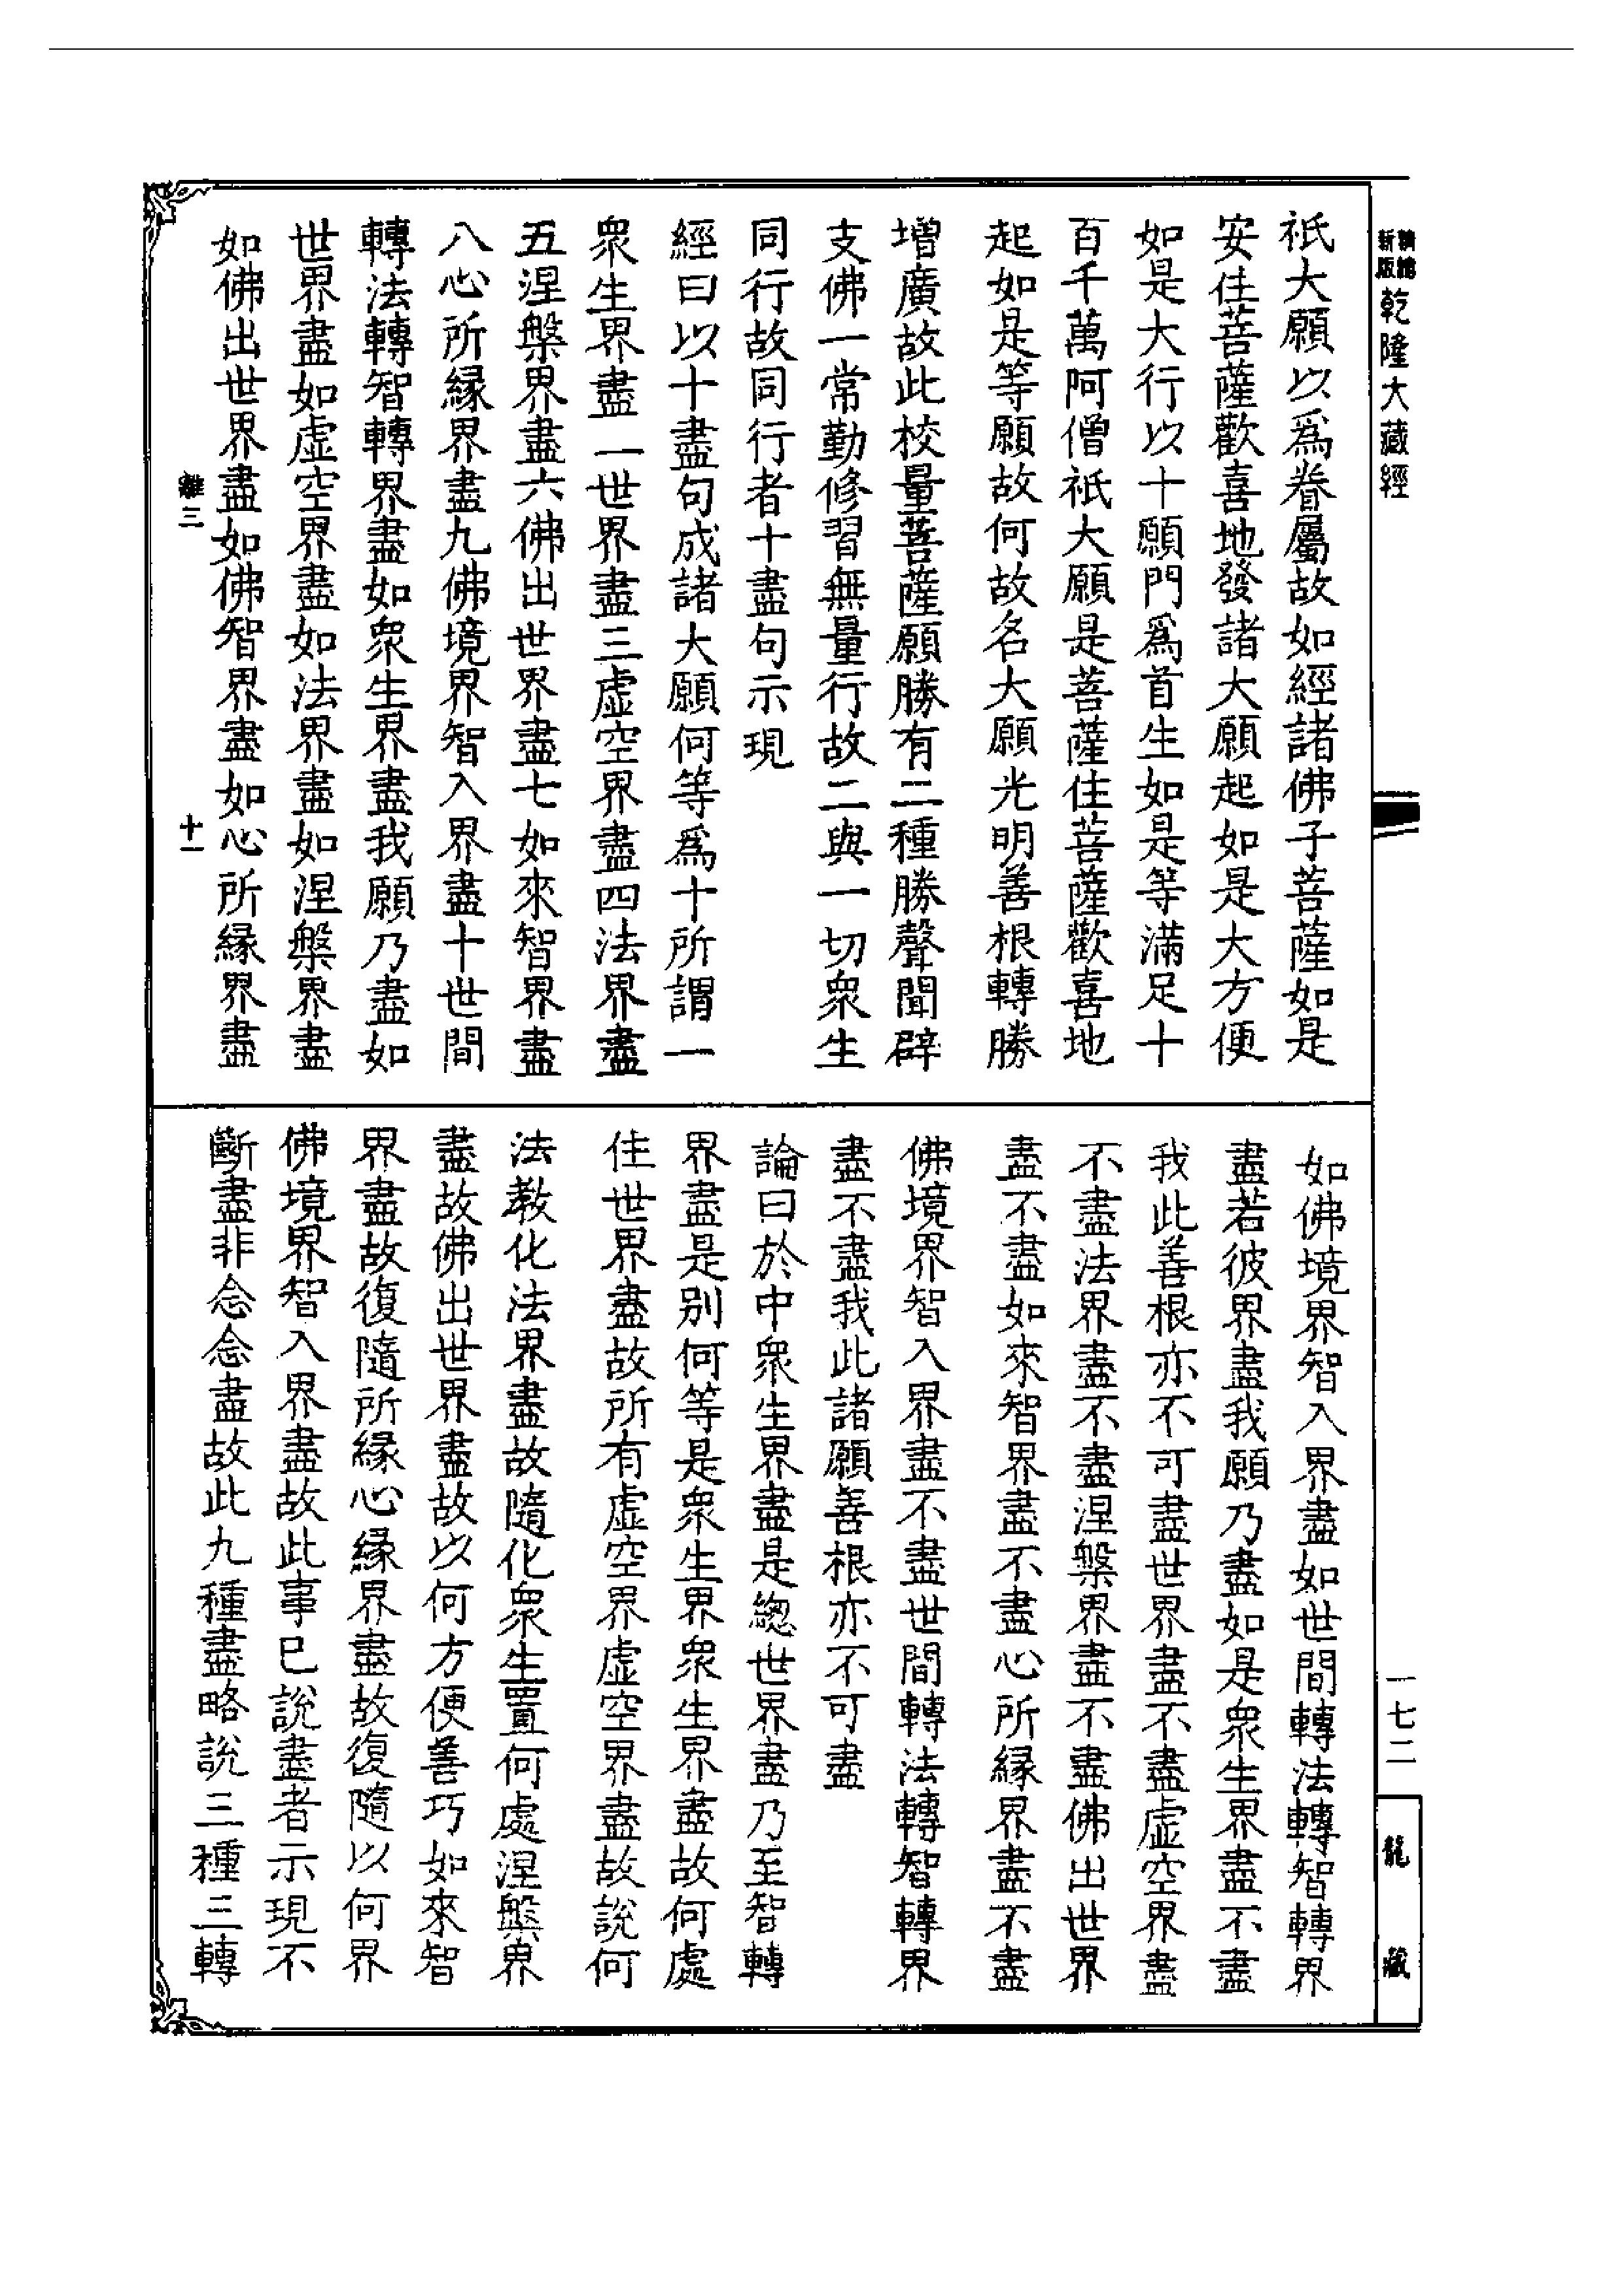 新版精縮乾隆大藏經
祇大願以爲眷屬故如經諸佛子菩薩如是
安住菩薩歡喜地發諸大願起如是大方便
如是大行以十願門爲首生如是等滿足十
百千萬阿僧祇大願是菩薩住菩薩歡喜地
起如是等願故何故名大願光明善根轉勝
增廣故此校量菩薩願勝有二種勝聲聞辟
支佛一常勤修習無量行故二與一切衆生
同行故同行者十盡句示現
經曰以十盡句成諸大願何等爲十所謂一
衆生界盡二世界盡三虛空界盡四法界盡
五涅槃界盡六佛出世界盡七如來智界盡
八心所緣界盡九佛境界智入界盡十世間
轉法轉智轉界盡如衆生界盡我願乃盡如
世界盡如虛空界盡如法界盡如涅槃界盡
如佛出世界盡如佛智界盡如心所緣界盡
離三
十一
如佛境界智入界盡如世間轉法轉智轉界
盡若彼界盡我願乃盡如是衆生界盡不盡
我此善根亦不可盡世界盡不盡虛空界盡
不盡法界盡不盡涅槃界盡不盡佛出世界
盡不盡如來智界盡不盡心所緣界盡不盡
佛境界智入界盡不盡世間轉法轉智轉界
盡不盡我此諸願善根亦不可盡
論曰於中衆生界盡是總世界盡乃至智轉
界盡是別何等是衆生界衆生界盡故何處
住世界盡故所有虛空界虛空界盡故說何
法教化法界盡故隨化衆生置何處涅槃界
盡故佛出世界盡故以何方便善巧如來智
界盡故復隨所緣心緣界盡故復隨以何界
佛境界智入界盡故此事已說盡者示現不
斷盡非念念盡故此九種盡略說三種三轉
一七二
龍藏